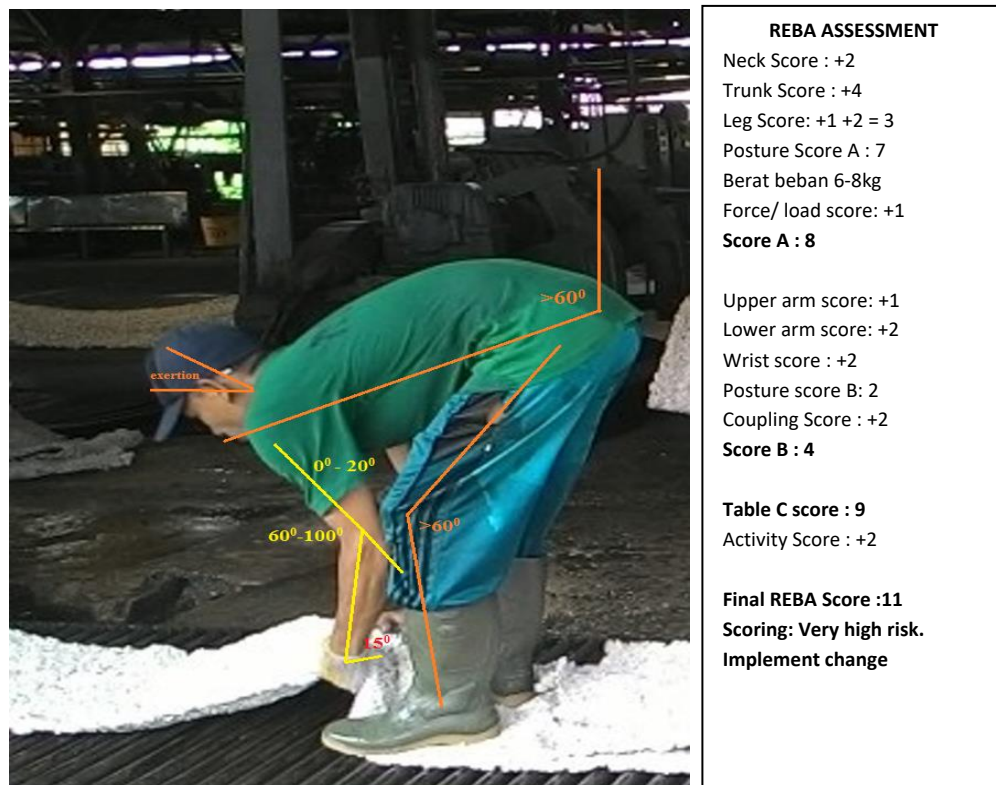 exertion
>60⁰
0⁰ - 20⁰
60⁰-100⁰
>60⁰
15⁰
REBA ASSESSMENT
Neck Score : +2
Trunk Score : +4
Leg Score: +1 +2 = 3
Posture Score A : 7
Berat beban 6-8kg
Force/ load score: +1
Score A : 8
Upper arm score: +1
Lower arm score: +2
Wrist score : +2
Posture score B: 2
Coupling Score : +2
Score B : 4
Table C score : 9
Activity Score : +2
Final REBA Score :11
Scoring: Very high risk.
Implement change